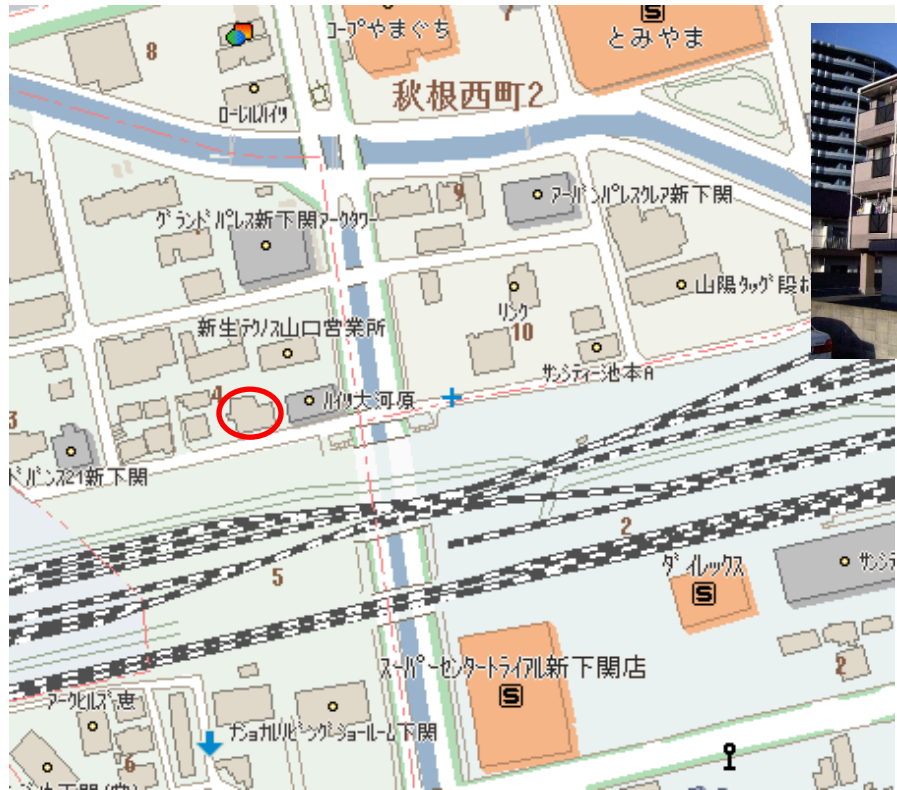 コープやまぐち
S
とみやま
8
ローレルハイツ
秋根西町2
9
アーバンパレスクレア新下関
グランドパレス新下関アークタワー
山陽タッグ段ボ
リンク
10
新生テクノス山口営業所
サンシティー池本A
4
ハイツ大河原
3
ドパンス21新下関
2
5
ダイレックス
S
サンシテ
スーパーセンタートライアル新下関店
S
2
アークヒルズ恵
ナショナルリビングショールーム下関
6